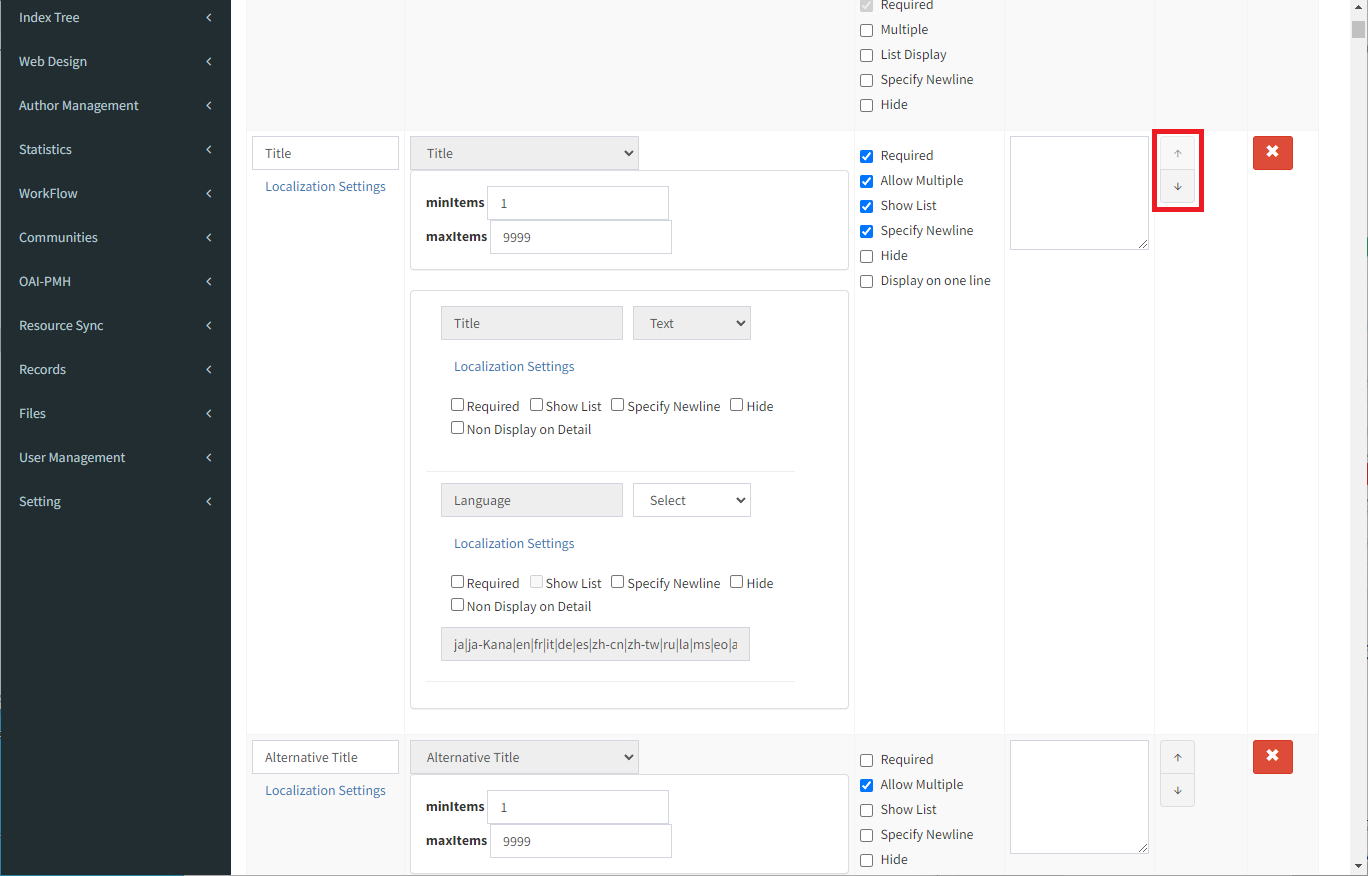 Index Tree
Web Design
Author Management
Statistics
WorkFlow
Communities
OAI-PMH
Resource Sync
Records
Files
User Management
Setting
Required
Multiple
List Display
Specify Newline
Hide
Title
Localization Settings
Title
minItems 1
maxItems 9999
Title Text
Localization Settings
Required Show List Specify Newline Hide
Non Display on Detail
Language Select
Localization Settings
Required Show List Specify Newline Hide
Non Display on Detail
ja|ja-Kana|en|fr|it|de|es|zh-cn|zh-tw|ru|la|ms|eo|a
Required
Allow Multiple
Show List
Specify Newline
Hide
Display on one line
Alternative Title
Localization Settings
Alternative Title
minItems 1
maxItems 9999
Required
Allow Multiple
Show List
Specify Newline
Hide